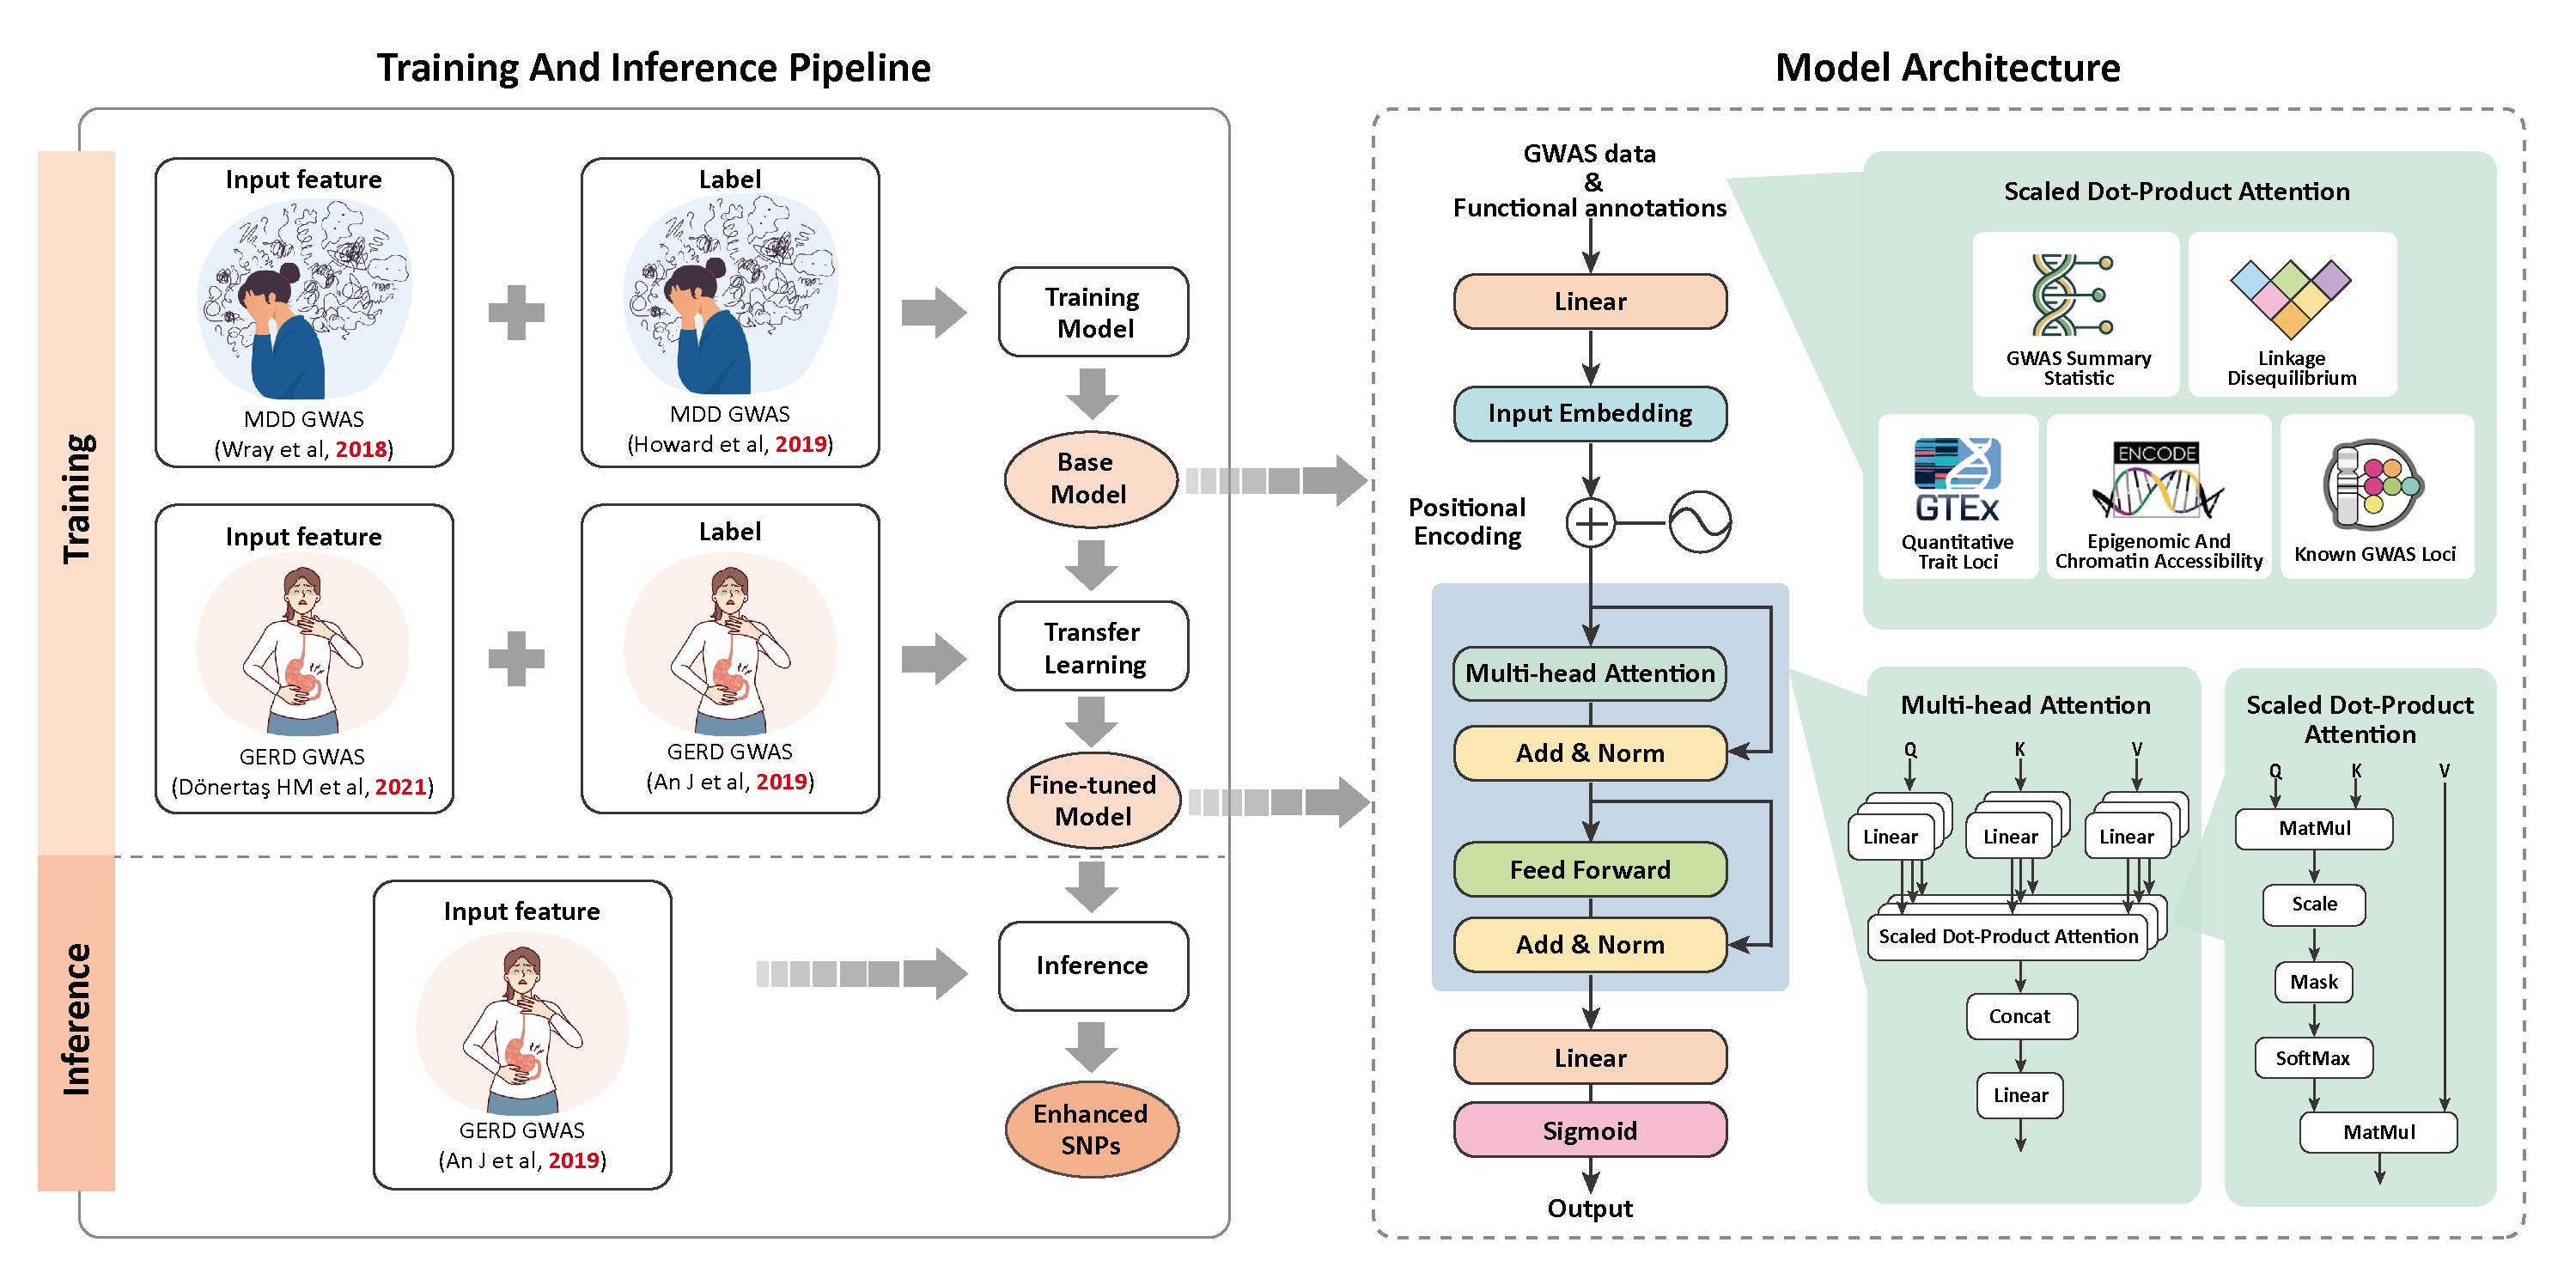 Training And Inference Pipeline
Training
Input feature
MDD GWAS
(Wray et al, 2018)
Label
MDD GWAS
(Howard et al, 2019)
Training
Model
Base
Model
Input feature
GERD GWAS
(Dönertaş HM et al, 2021)
Label
GERD GWAS
(An J et al, 2019)
Transfer
Learning
Fine-tuned
Model
Inference
Input feature
GERD GWAS
(An J et al, 2019)
Inference
Enhanced
SNPs
Model Architecture
GWAS data
&
Functional annotations
Linear
Input Embedding
Positional
Encoding
Multi-head Attention
Add & Norm
Feed Forward
Add & Norm
Linear
Sigmoid
Output
Scaled Dot-Product Attention
GWAS Summary
Statistic
Linkage
Disequilibrium
GTEx
Quantitative
Trait Loci
ENCODE
Epigenomic And
Chromatin Accessibility
Known GWAS Loci
Multi-head Attention
Q K V
Linear Linear Linear
Scaled Dot-Product Attention
Concat
Linear
Scaled Dot-Product
Attention
Q K V
MatMul
Scale
Mask
SoftMax
MatMul